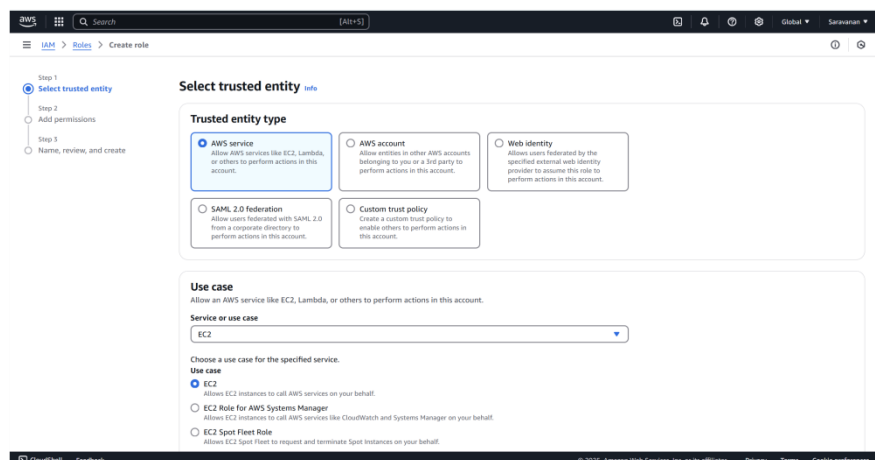 aws
Search
[Alt+S]
Global
Saravanan
IAM > Roles > Create role
Step 1
Select trusted entity
Step 2
Add permissions
Step 3
Name, review, and create
Select trusted entity Info
Trusted entity type
AWS service
Allow AWS services like EC2, Lambda,
or others to perform actions in this
account.
AWS account
Allow entities in other AWS accounts
belonging to you or a 3rd party to
perform actions in this account.
Web identity
Allows users federated by the
specified external web identity
provider to assume this role to
perform actions in this account.
SAML 2.0 federation
Allow users federated with SAML 2.0
from a corporate directory to
perform actions in this account.
Custom trust policy
Create a custom trust policy to
enable others to perform actions in
this account.
Use case
Allow an AWS service like EC2, Lambda, or others to perform actions in this account.
Service or use case
EC2
Choose a use case for the specified service.
Use case
EC2
Allows EC2 instances to call AWS services on your behalf.
EC2 Role for AWS Systems Manager
Allows EC2 instances to call AWS services like CloudWatch and Systems Manager on your behalf.
EC2 Spot Fleet Role
Allows EC2 Spot Fleet to request and terminate Spot Instances on your behalf.
CloudShell Feedback
© 2025, Amazon Web Services, Inc. or its affiliates. Privacy Terms Cookie preferences